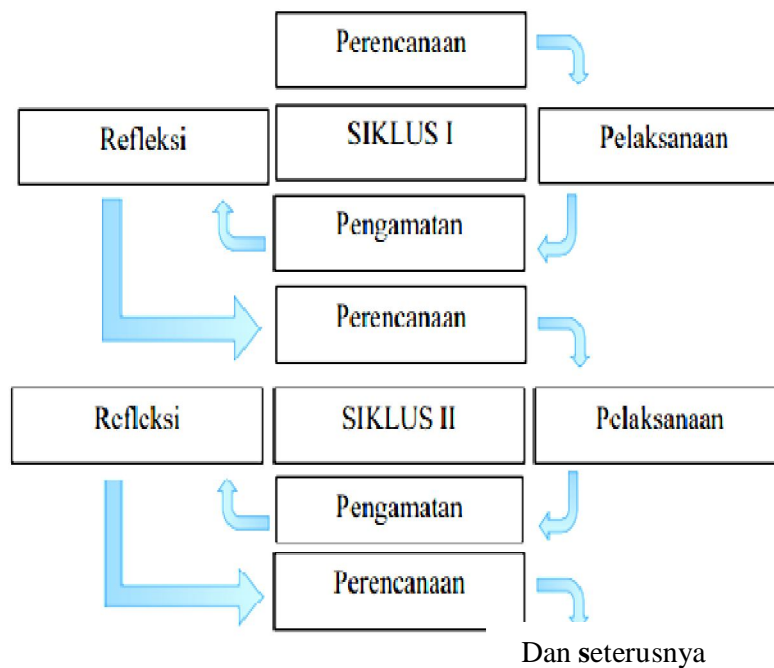 Perencanaan
Refleksi
SIKLUS I
Pelaksanaan
Pengamatan
Perencanaan
Refleksi
SIKLUS II
Pelaksanaan
Pengamatan
Perencanaan
Dan seterusnya